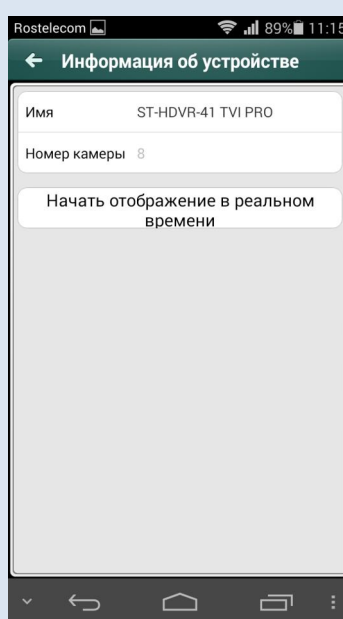 Rostelecom 89% 11:15
Информация об устройстве
Имя ST-HDVR-41 TVI PRO
Номер камеры 8
Начать отображение в реальном
времени